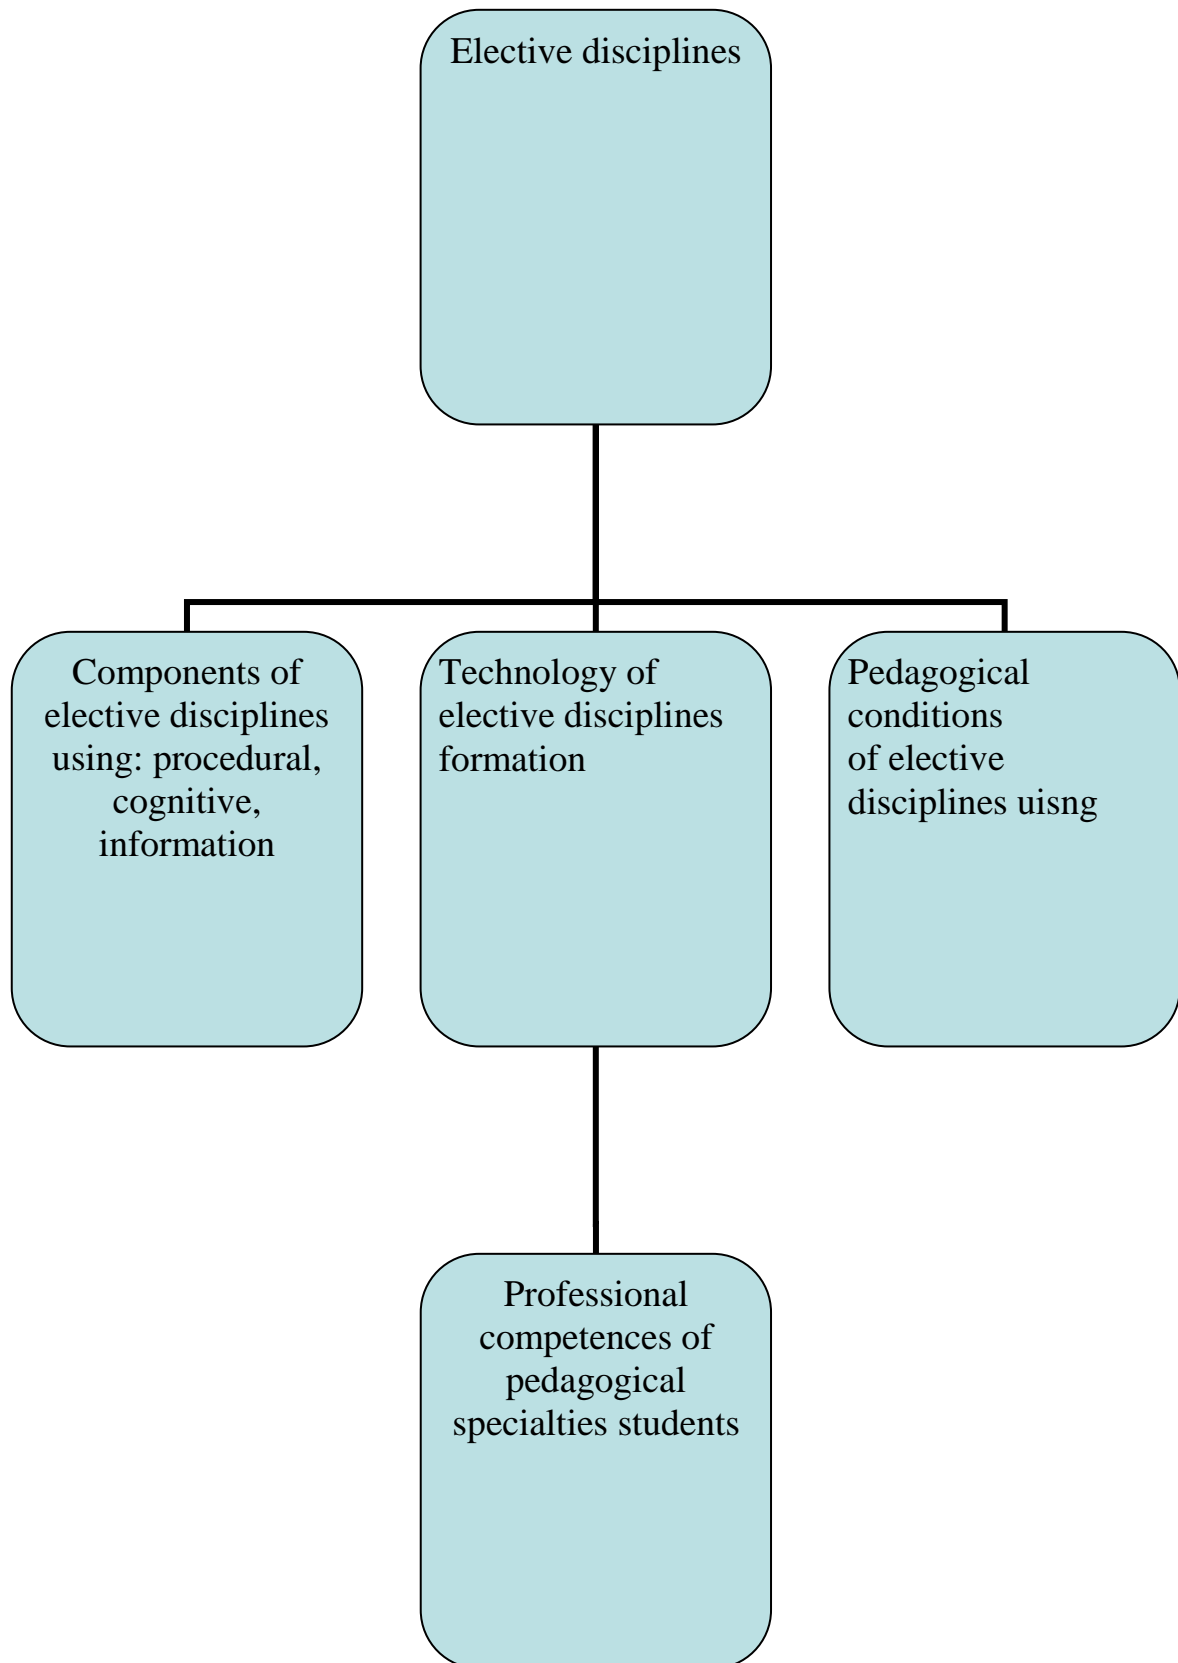 Elective disciplines
Components of
elective disciplines
using: procedural,
cognitive,
information
Technology of
elective disciplines
formation
Pedagogical
conditions
of elective
disciplines uisng
Professional
competences of
pedagogical
specialties students